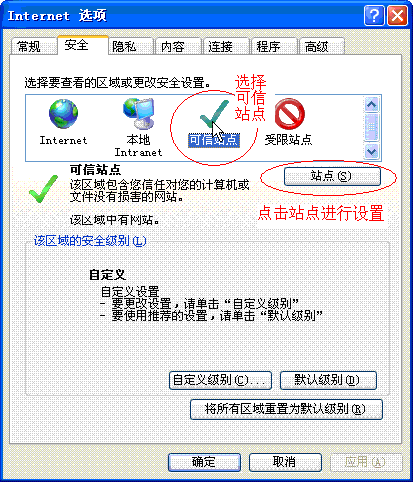 Internet 选项
常规 安全 隐私 内容 连接 程序 高级
选择要查看的区域或更改安全设置。
选择
可信
站点
Internet
本地
Intranet
可信站点
受限站点
可信站点
该区域包含您信任对您的计算机或
文件没有损害的网站。
该区域中有网站。
站点(S)
点击站点进行设置
该区域的安全级别(L)
自定义
自定义设置
- 要更改设置，请单击“自定义级别”
- 要使用推荐的设置，请单击“默认级别”
自定义级别(C)... 默认级别(D)
将所有区域重置为默认级别(R)
确定 取消 应用(A)